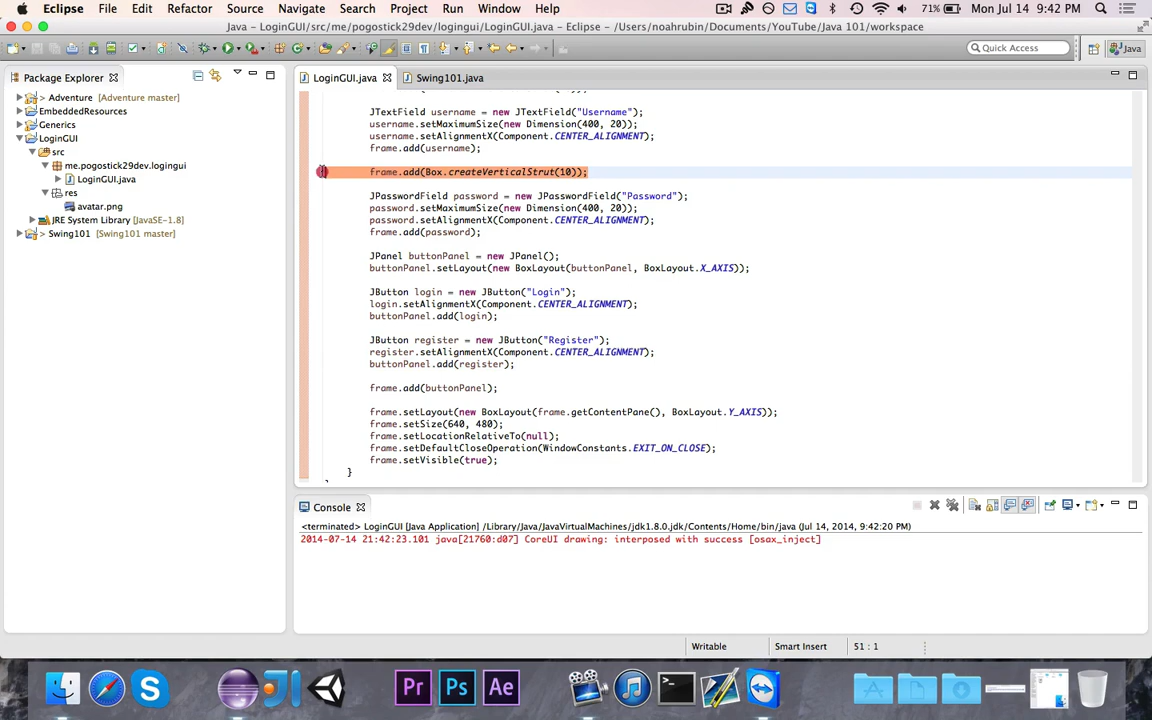 Eclipse File Edit Source Refactor Navigate Search Project Run Window Help 71% Mon Jul 14 9:42 PM
Java – LoginGUI/src/me/pogostick29dev/logingui/LoginGUI.java – Eclipse – /Users/noahrubin/Documents/YouTube/Java 101/workspace
Quick Access Java
Package Explorer LoginGUI.java Swing101.java
> Adventure [Adventure master]
EmbeddedResources
Generics
LoginGUI
src
me.pogostick29dev.logingui
LoginGUI.java
res
avatar.png
JRE System Library [JavaSE-1.8]
> Swing101 [Swing101 master]
JTextField username = new JTextField("Username");
username.setMaximumSize(new Dimension(400, 20));
username.setAlignmentX(Component.CENTER_ALIGNMENT);
frame.add(username);
frame.add(Box.createVerticalStrut(10));
JPasswordField password = new JPasswordField("Password");
password.setMaximumSize(new Dimension(400, 20));
password.setAlignmentX(Component.CENTER_ALIGNMENT);
frame.add(password);
JPanel buttonPanel = new JPanel();
buttonPanel.setLayout(new BoxLayout(buttonPanel, BoxLayout.X_AXIS));
JButton login = new JButton("Login");
login.setAlignmentX(Component.CENTER_ALIGNMENT);
buttonPanel.add(login);
JButton register = new JButton("Register");
register.setAlignmentX(Component.CENTER_ALIGNMENT);
buttonPanel.add(register);
frame.add(buttonPanel);
frame.setLayout(new BoxLayout(frame.getContentPane(), BoxLayout.Y_AXIS));
frame.setSize(640, 480);
frame.setLocationRelativeTo(null);
frame.setDefaultCloseOperation(WindowConstants.EXIT_ON_CLOSE);
frame.setVisible(true);
}
Console
<terminated> LoginGUI [Java Application] /Library/Java/JavaVirtualMachines/jdk1.8.0.jdk/Contents/Home/bin/java (Jul 14, 2014, 9:42:20 PM)
2014-07-14 21:42:23.101 java[21760:d07] CoreUI drawing: interposed with success [osax_inject]
Writable Smart Insert 51 : 1
Pr Ps Ae